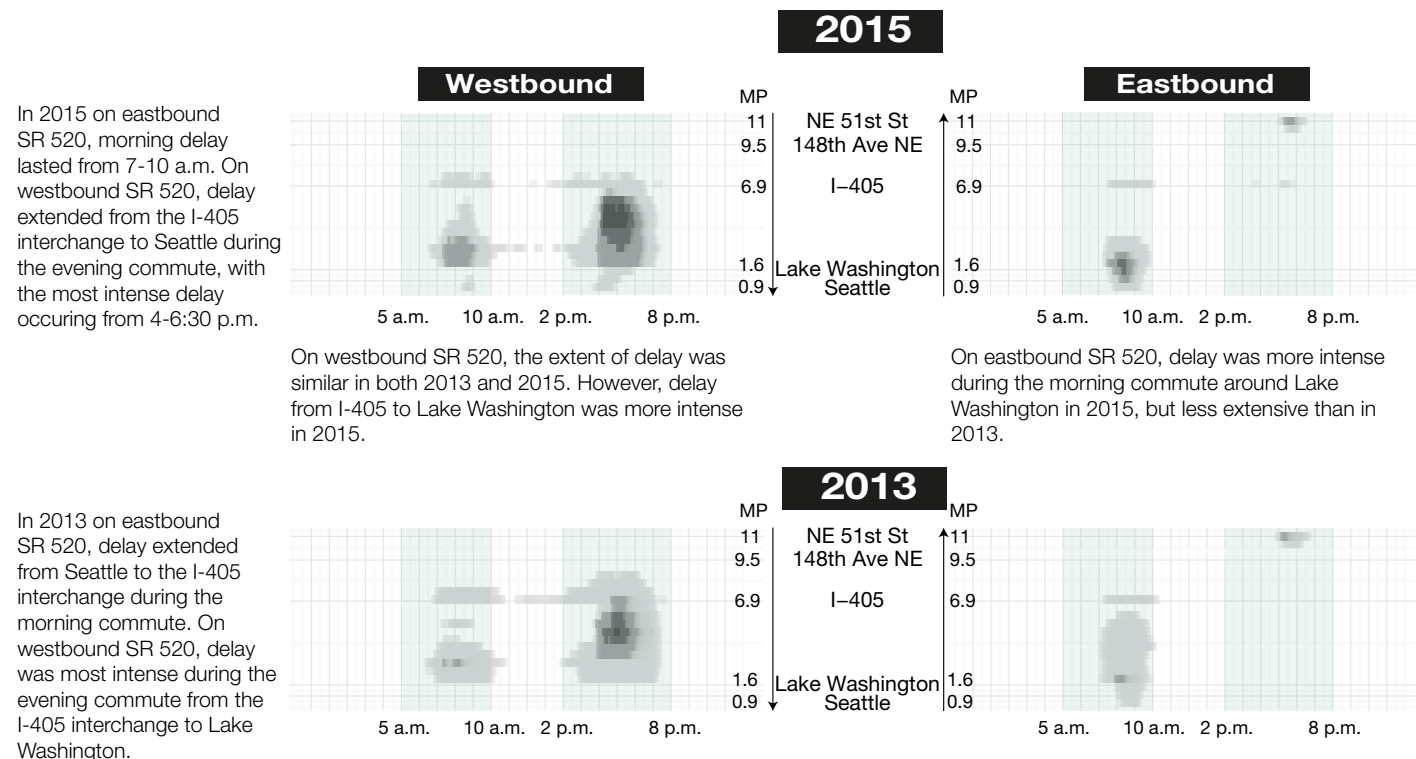 2015
Westbound
Eastbound
In 2015 on eastbound
SR 520, morning delay
lasted from 7-10 a.m. On
westbound SR 520, delay
extended from the I-405
interchange to Seattle during
the evening commute, with
the most intense delay
occuring from 4-6:30 p.m.
MP
MP
11 NE 51st St 11
9.5 148th Ave NE 9.5
6.9 I–405 6.9
1.6 Lake Washington 1.6
0.9 Seattle 0.9
5 a.m. 10 a.m. 2 p.m. 8 p.m.
5 a.m. 10 a.m. 2 p.m. 8 p.m.
On westbound SR 520, the extent of delay was
similar in both 2013 and 2015. However, delay
from I-405 to Lake Washington was more intense
in 2015.
On eastbound SR 520, delay was more intense
during the morning commute around Lake
Washington in 2015, but less extensive than in
2013.
2013
In 2013 on eastbound
SR 520, delay extended
from Seattle to the I-405
interchange during the
morning commute. On
westbound SR 520, delay
was most intense during the
evening commute from the
I-405 interchange to Lake
Washington.
MP
MP
11 NE 51st St 11
9.5 148th Ave NE 9.5
6.9 I–405 6.9
1.6 Lake Washington 1.6
0.9 Seattle 0.9
5 a.m. 10 a.m. 2 p.m. 8 p.m.
5 a.m. 10 a.m. 2 p.m. 8 p.m.